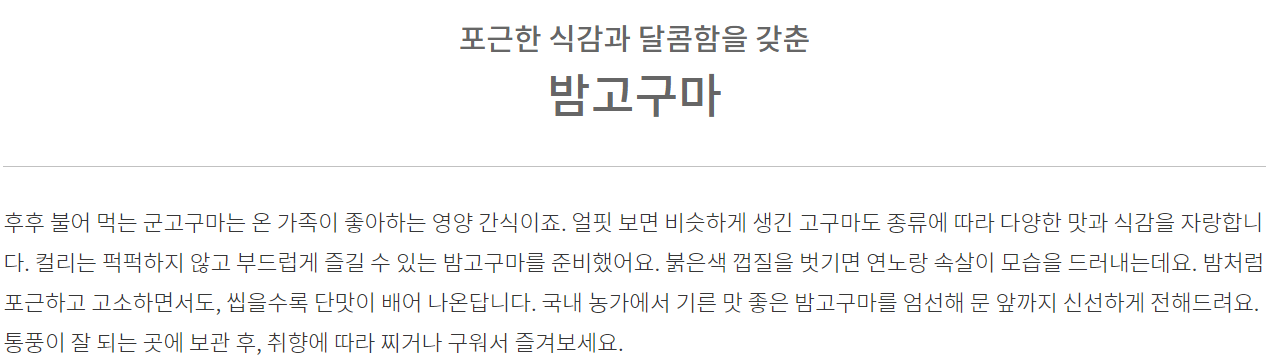 포근한 식감과 달콤함을 갖춘
밤고구마
후후 불어 먹는 군고구마는 온 가족이 좋아하는 영양 간식이죠. 얼핏 보면 비슷하게 생긴 고구마도 종류에 따라 다양한 맛과 식감을 자랑합니
다. 컬리는 퍽퍽하지 않고 부드럽게 즐길 수 있는 밤고구마를 준비했어요. 붉은색 껍질을 벗기면 연노랑 속살이 모습을 드러내는데요. 밤처럼
포근하고 고소하면서도, 씹을수록 단맛이 배어 나온답니다. 국내 농가에서 기른 맛 좋은 밤고구마를 엄선해 문 앞까지 신선하게 전해드려요.
통풍이 잘 되는 곳에 보관 후, 취향에 따라 찌거나 구워서 즐겨보세요.